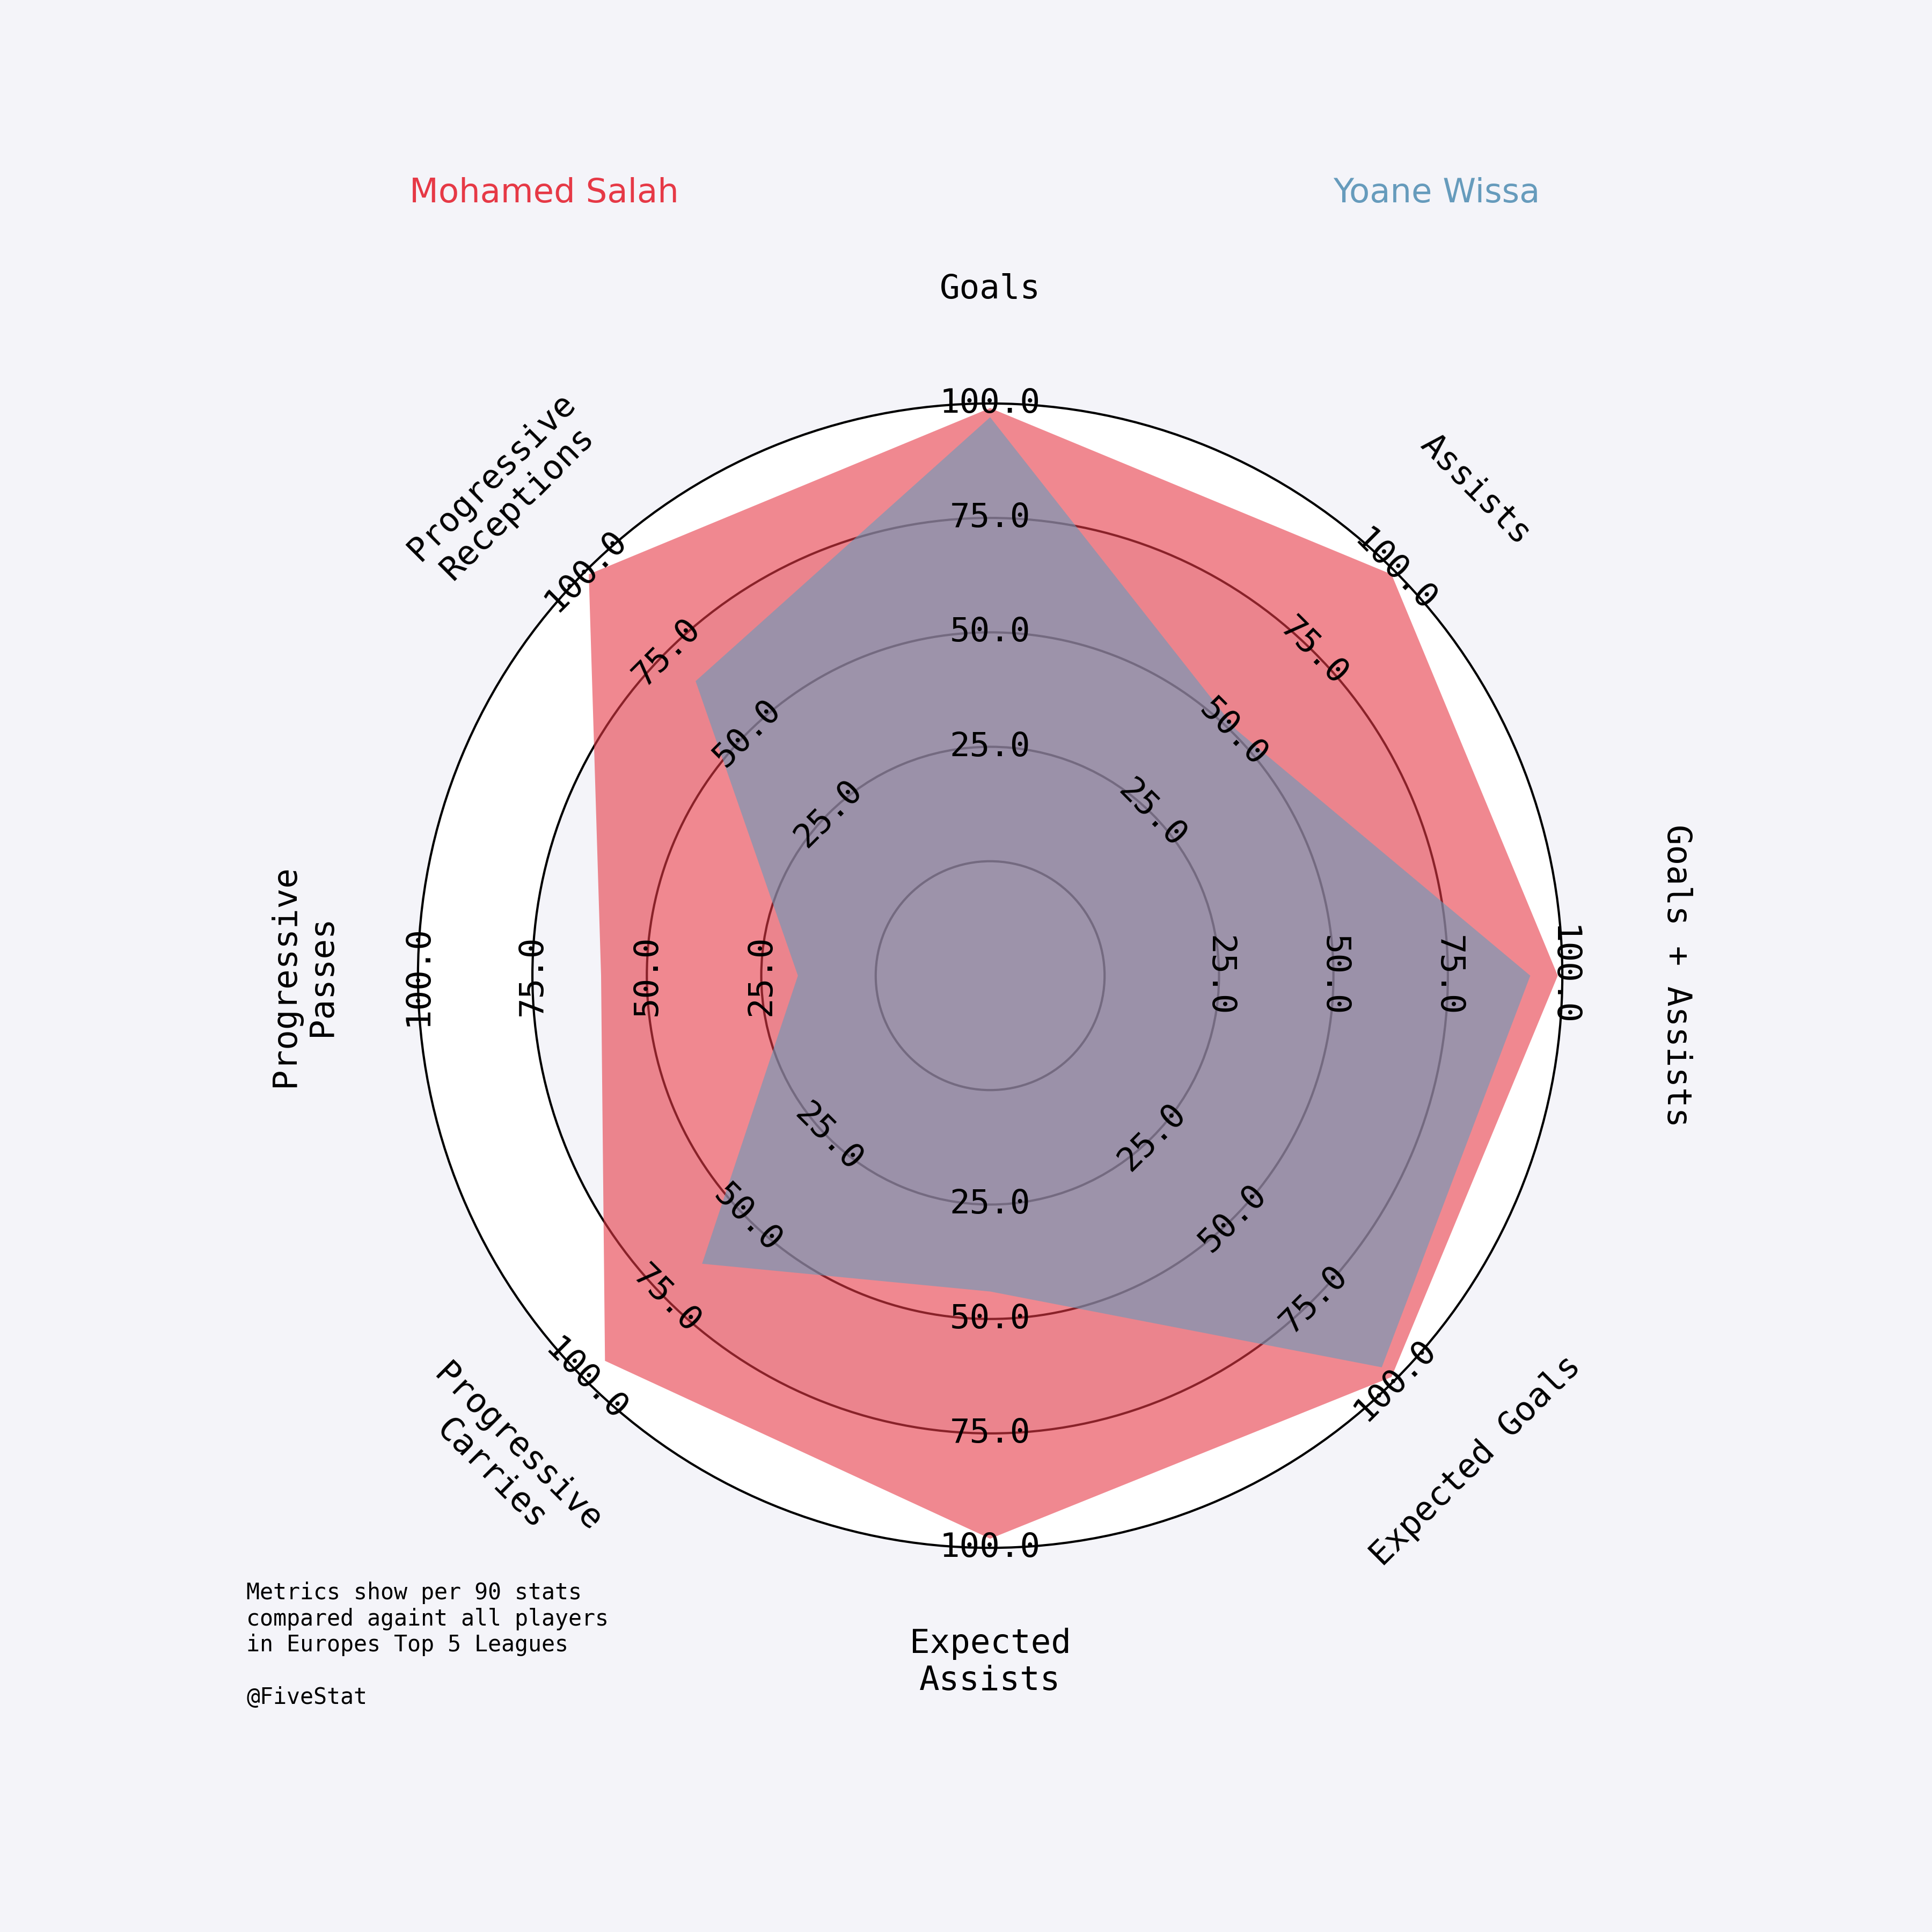 Mohamed Salah
Yoane Wissa
Goals
Assists
Goals + Assists
Expected Goals
Expected
Assists
Progressive
Carries
Progressive
Passes
Progressive
Receptions
25.0
50.0
75.0
100.0
25.0
50.0
75.0
100.0
25.0
50.0
75.0
100.0
25.0
50.0
75.0
100.0
25.0
50.0
75.0
100.0
25.0
50.0
75.0
100.0
25.0
50.0
75.0
100.0
25.0
50.0
75.0
100.0
Metrics show per 90 stats
compared againt all players
in Europes Top 5 Leagues
@FiveStat